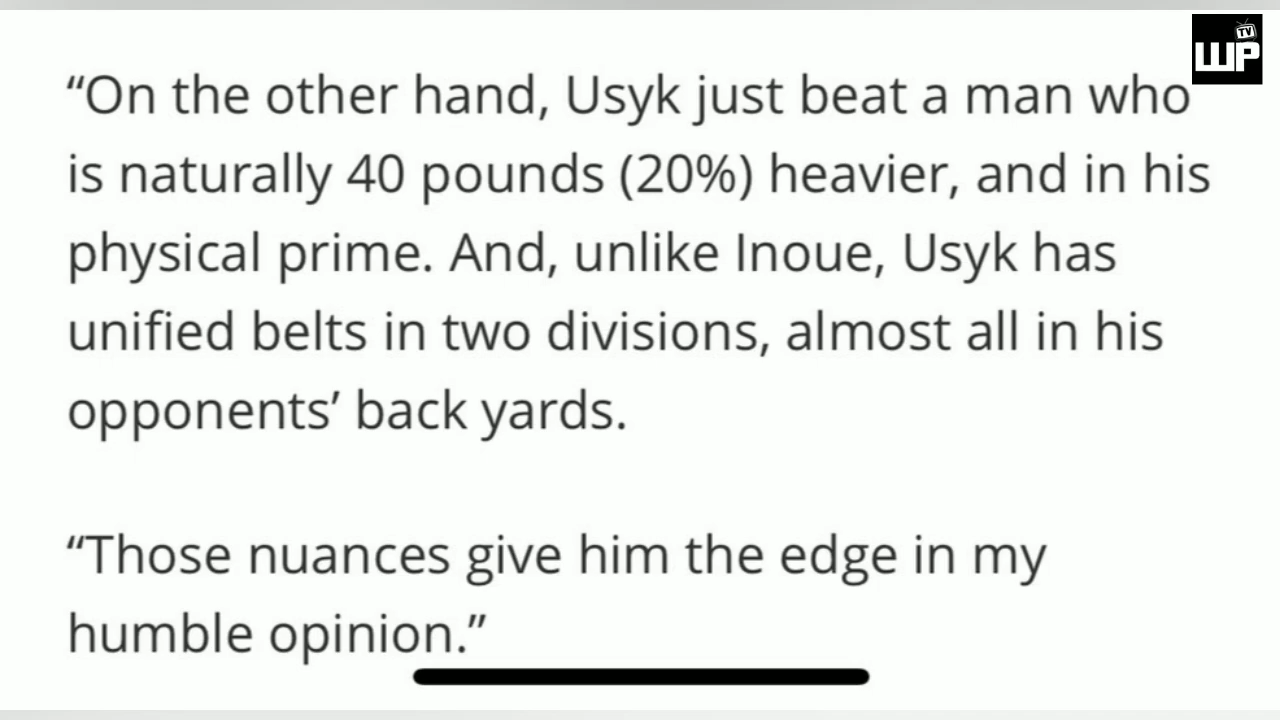 TV
WP
“On the other hand, Usyk just beat a man who
is naturally 40 pounds (20%) heavier, and in his
physical prime. And, unlike Inoue, Usyk has
unified belts in two divisions, almost all in his
opponents’ back yards.
“Those nuances give him the edge in my
humble opinion.”